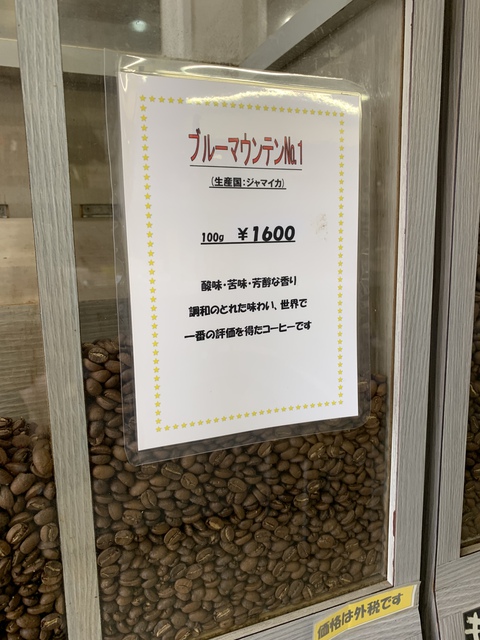 ブルーマウンテン№1
(生産国:ジャマイカ)
100g ¥1600
酸味・苦味・芳醇な香り
調和のとれた味わい、世界で
一番の評価を得たコーヒーです
価格は外税です